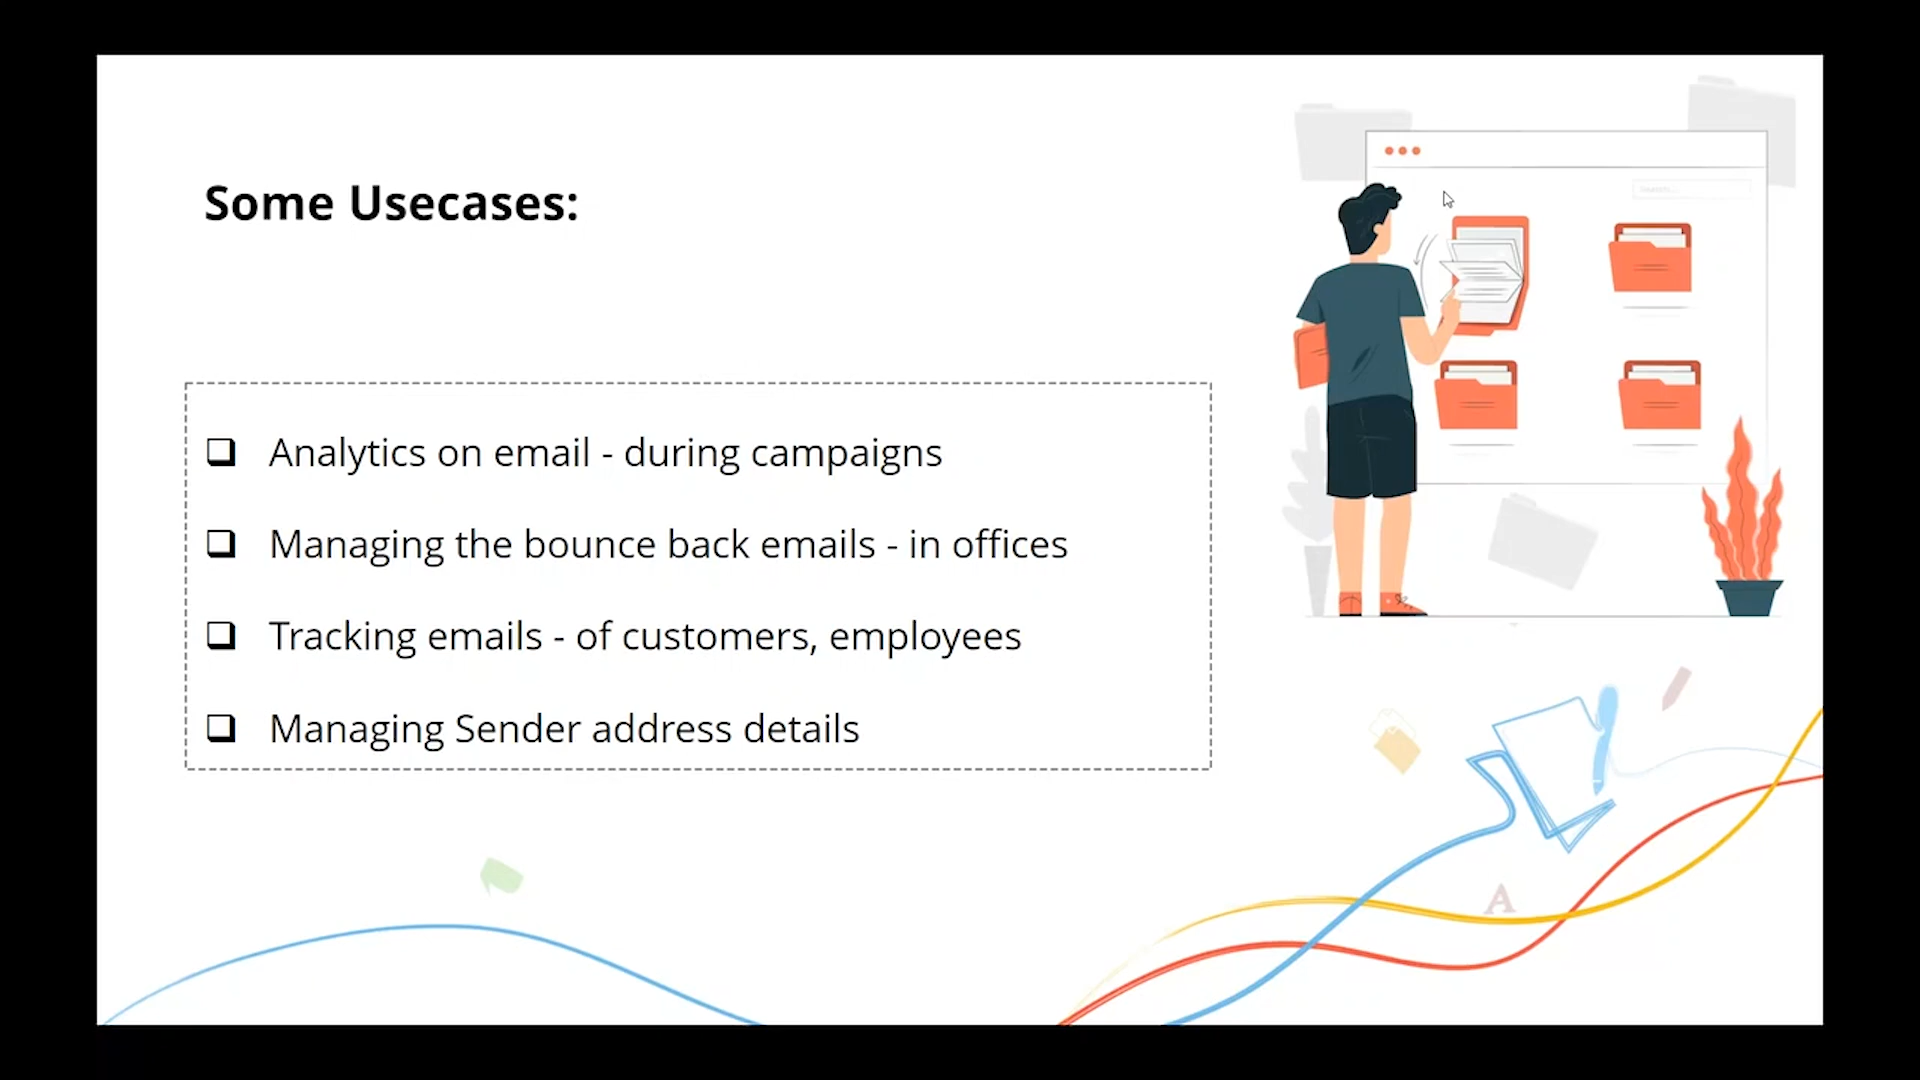 Some Usecases:
Search...
Analytics on email - during campaigns
Managing the bounce back emails - in offices
Tracking emails - of customers, employees
Managing Sender address details
A